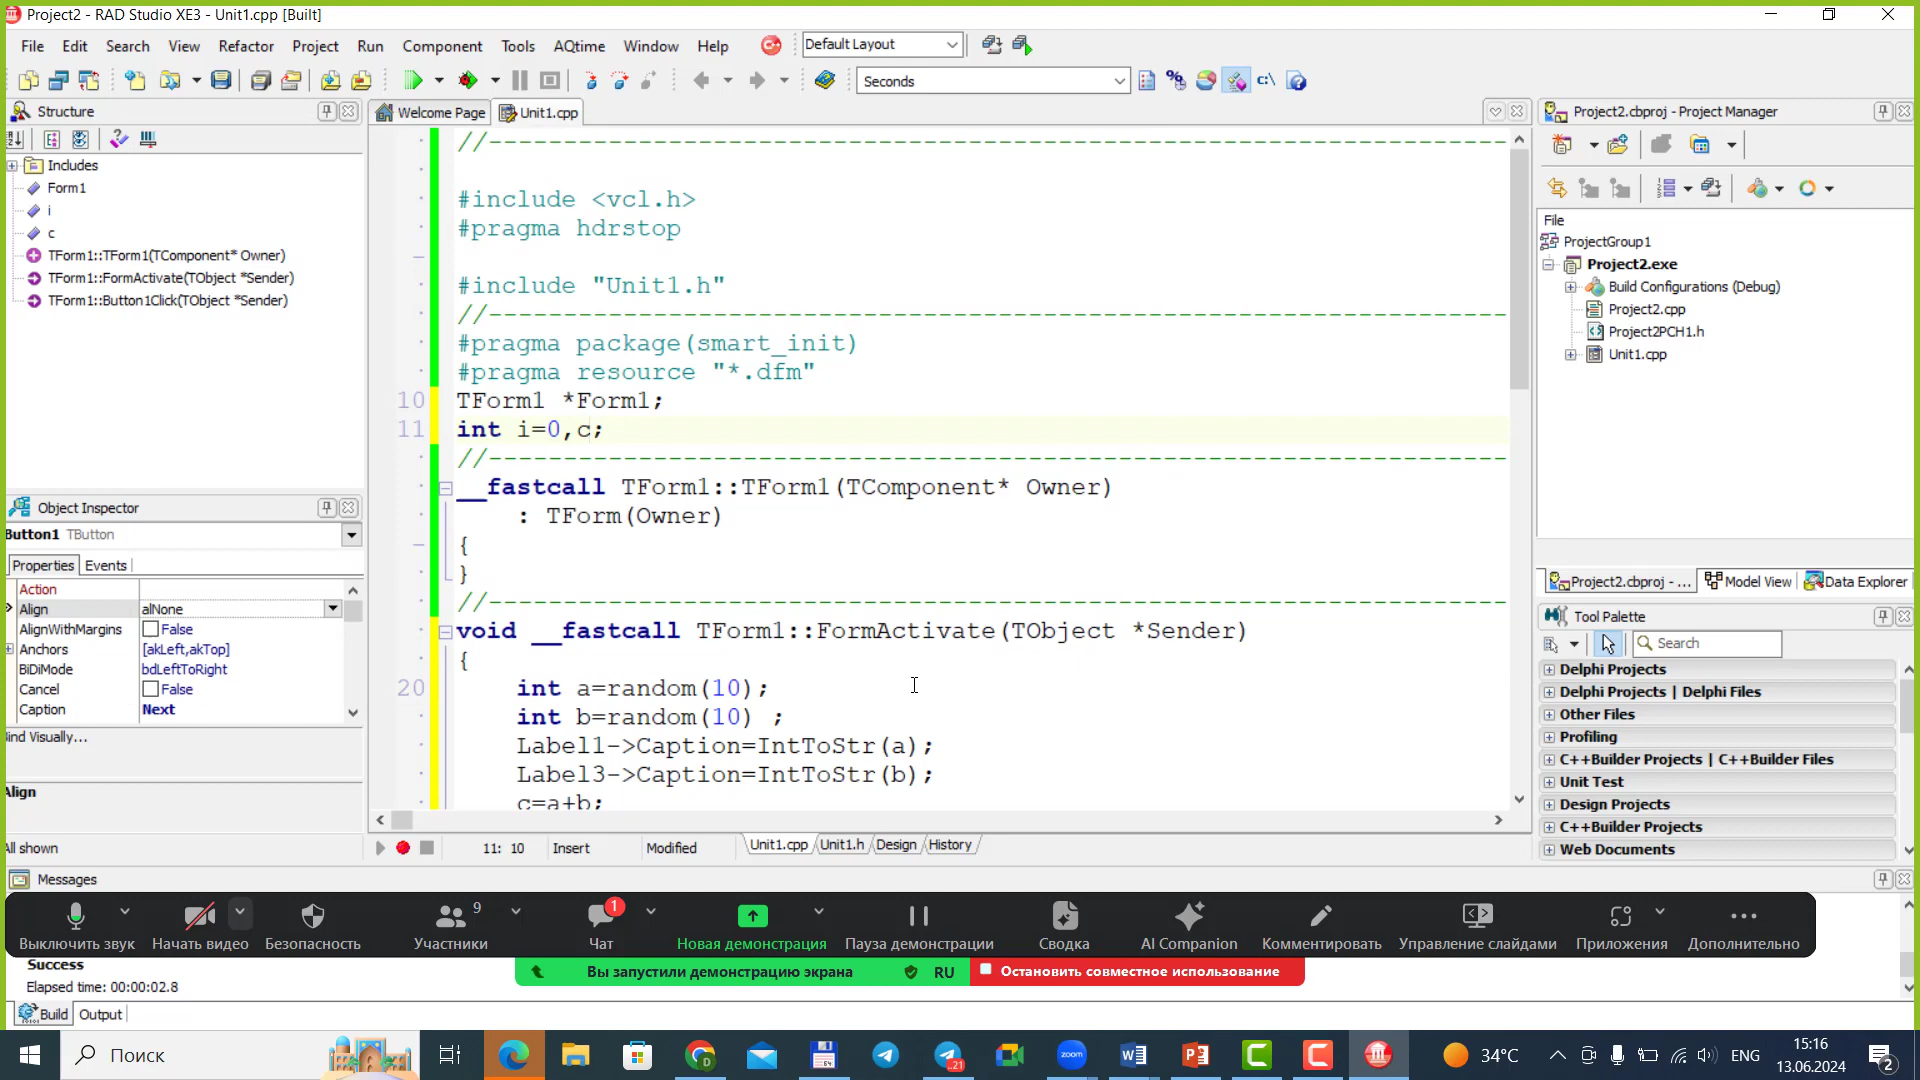 Project2 - RAD Studio XE3 - Unit1.cpp [Built]
File Edit Search View Refactor Project Run Component Tools AQtime Window Help Default Layout
Seconds
Structure
Includes
Form1
i
c
TForm1::TForm1(TComponent* Owner)
TForm1::FormActivate(TObject *Sender)
TForm1::Button1Click(TObject *Sender)
Object Inspector
Button1 TButton
Properties Events
Action
Align alNone
AlignWithMargins False
Anchors [akLeft,akTop]
BiDiMode bdLeftToRight
Cancel False
Caption Next
Bind Visually...
Align
All shown
Welcome Page Unit1.cpp
//---------------------------------------------------------------------
#include <vcl.h>
#pragma hdrstop
#include "Unit1.h"
//---------------------------------------------------------------------
#pragma package(smart_init)
#pragma resource "*.dfm"
10 TForm1 *Form1;
11 int i=0,c;
//---------------------------------------------------------------------
__fastcall TForm1::TForm1(TComponent* Owner)
: TForm(Owner)
{
}
//---------------------------------------------------------------------
void __fastcall TForm1::FormActivate(TObject *Sender)
{
20 int a=random(10);
int b=random(10) ;
Label1->Caption=IntToStr(a);
Label3->Caption=IntToStr(b);
c=a+b;
11: 10 Insert Modified Unit1.cpp Unit1.h Design History
Project2.cbproj - Project Manager
File
ProjectGroup1
Project2.exe
Build Configurations (Debug)
Project2.cpp
Project2PCH1.h
Unit1.cpp
Project2.cbproj - ... Model View Data Explorer
Tool Palette
Search
Delphi Projects
Delphi Projects | Delphi Files
Other Files
Profiling
C++Builder Projects | C++Builder Files
Unit Test
Design Projects
C++Builder Projects
Web Documents
Messages
9 1
Выключить звук Начать видео Безопасность Участники Чат Новая демонстрация Пауза демонстрации Сводка AI Companion Комментировать Управление слайдами Приложения Дополнительно
Вы запустили демонстрацию экрана RU Остановить совместное использование
Success
Elapsed time: 00:00:02.8
Build Output
Поиск
zoom
21
34°C ENG
15:16
13.06.2024
2